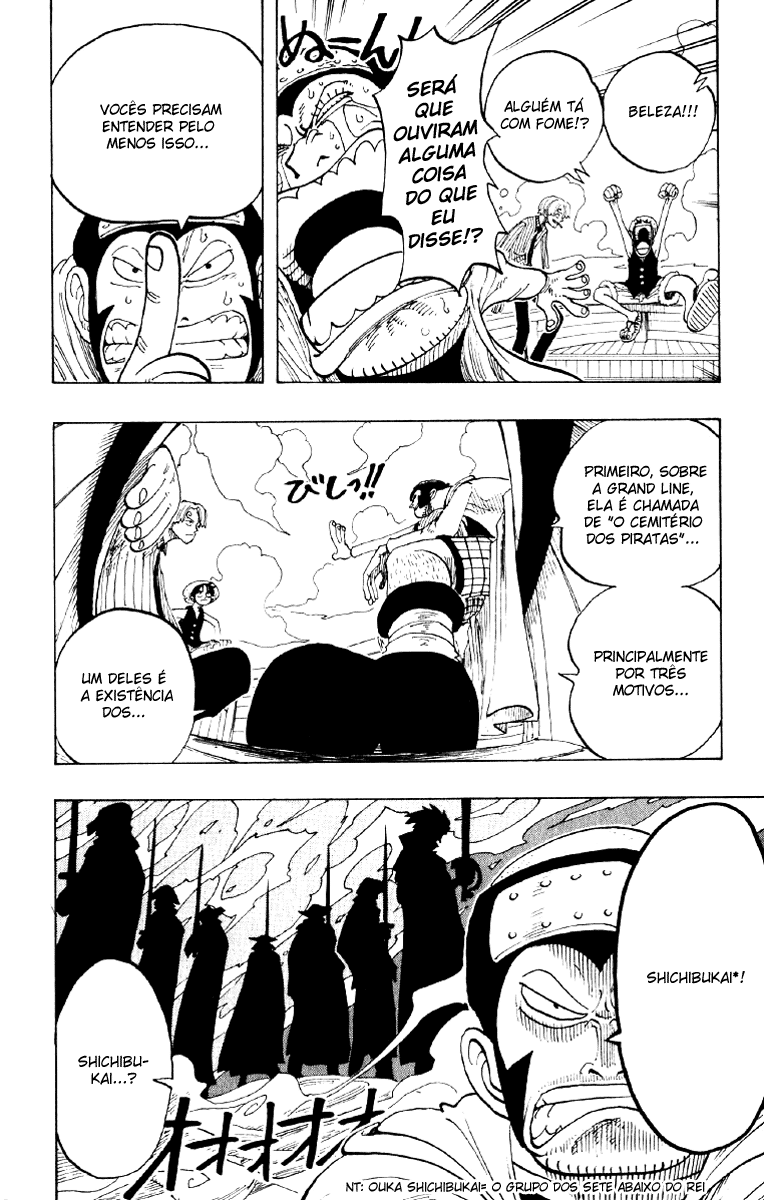 BELEZA!!!
ALGUÉM TÁ
COM FOME!?
SERÁ
QUE
OUVIRAM
ALGUMA
COISA
DO QUE
EU
DISSE!?
ぬーん!
VOCÊS PRECISAM
ENTENDER PELO
MENOS ISSO...
PRIMEIRO, SOBRE
A GRAND LINE,
ELA É CHAMADA
DE "O CEMITÉRIO
DOS PIRATAS"...
PRINCIPALMENTE
POR TRÊS
MOTIVOS...
びしっ!!
UM DELES É
A EXISTÊNCIA
DOS...
SHICHIBUKAI*!
SHICHIBU-
KAI...?
オオオオ
NT: OUKA SHICHIBUKAI= O GRUPO DOS SETE ABAIXO DO REI